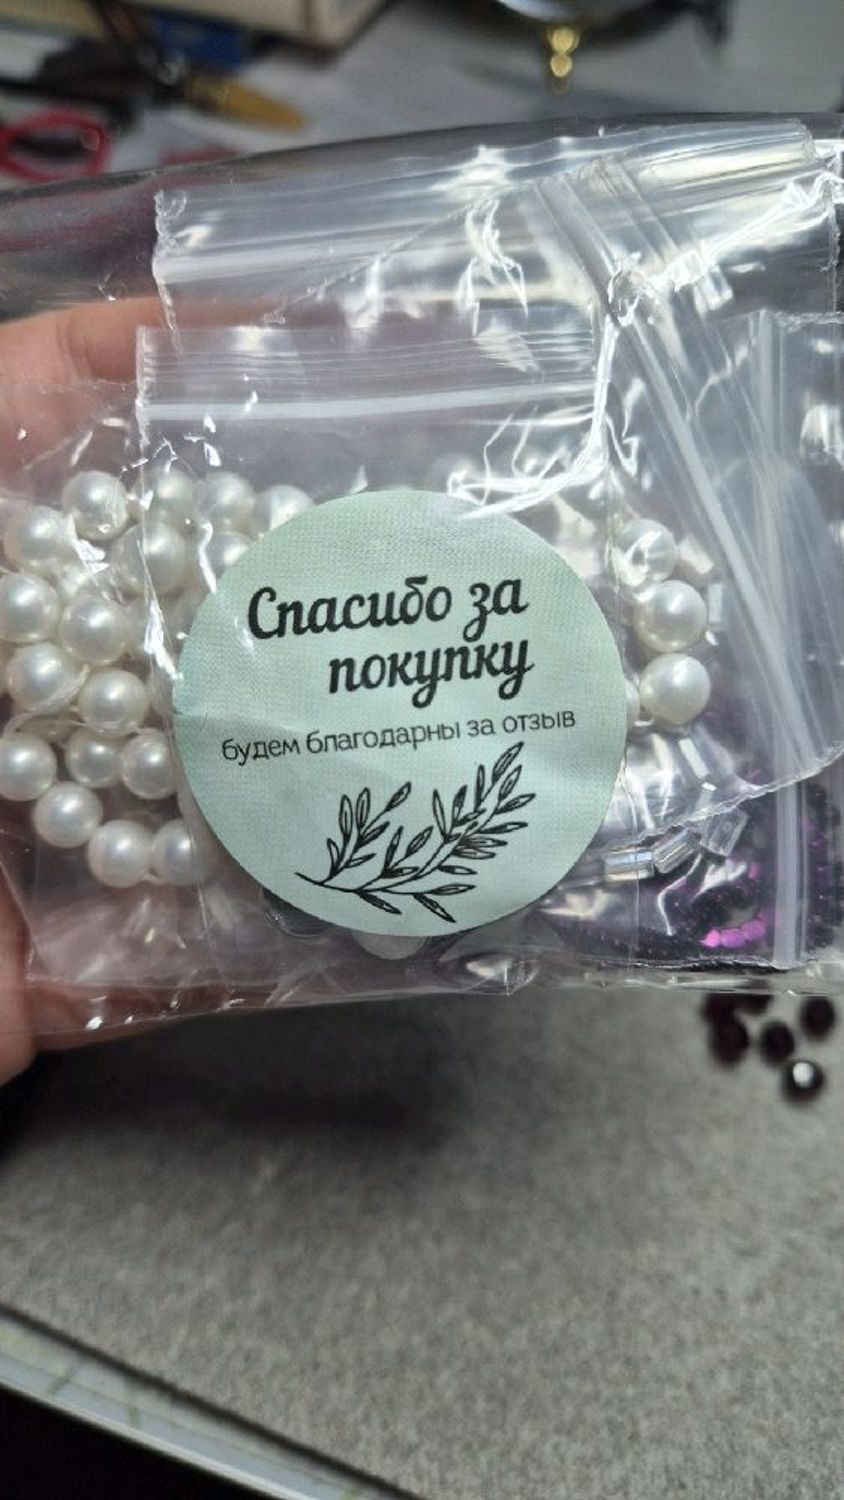 Спасибо за
покупку
будем благодарны за отзыв